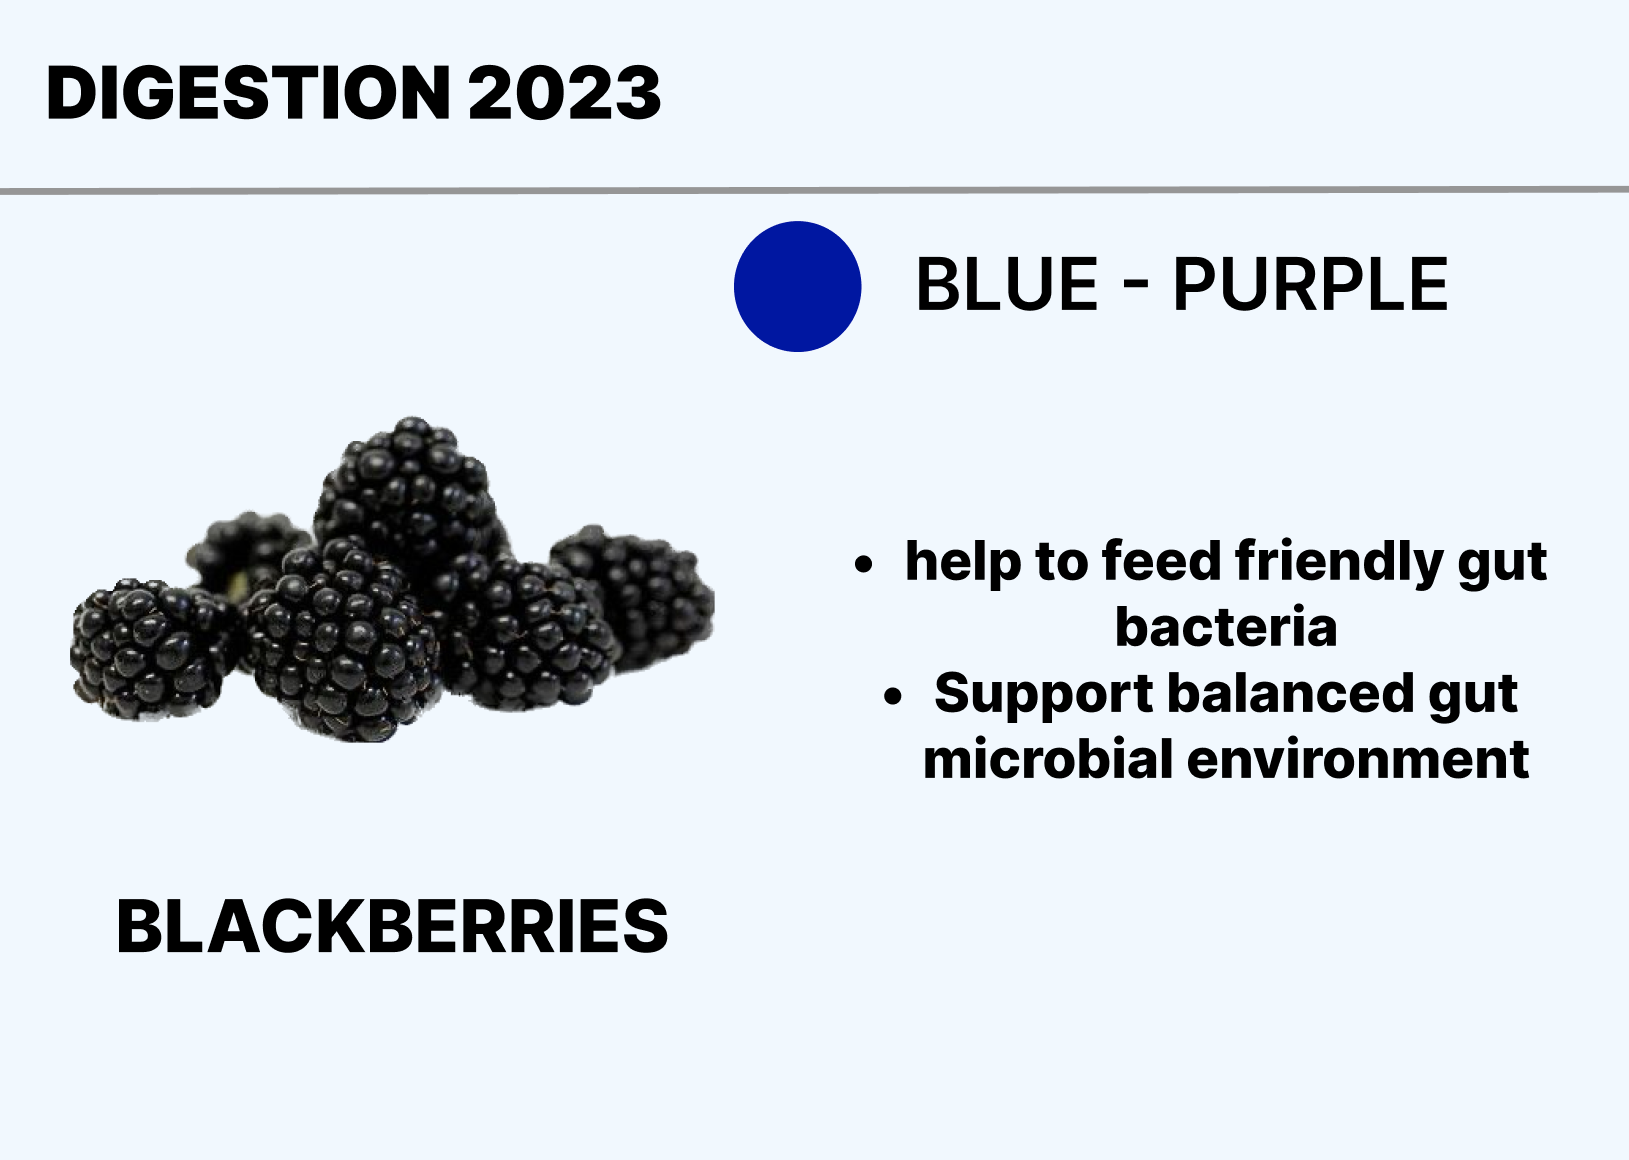 DIGESTION 2023
BLUE - PURPLE
• help to feed friendly gut
bacteria
• Support balanced gut
microbial environment
BLACKBERRIES